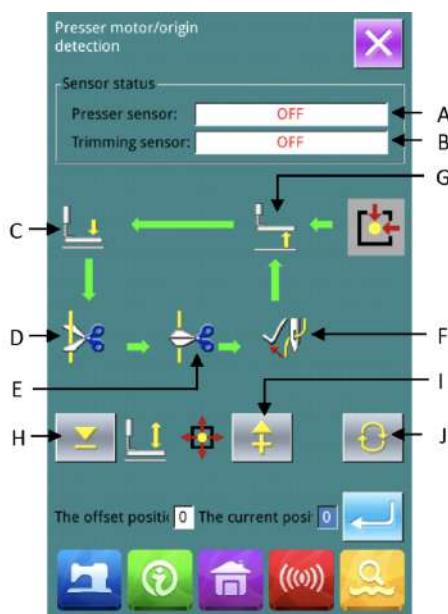 Presser motor/origin
detection
Sensor status
Presser sensor: OFF A
Trimming sensor: OFF B
G
C
D F
E
I
H J
The offset positi 0 The current posi 0